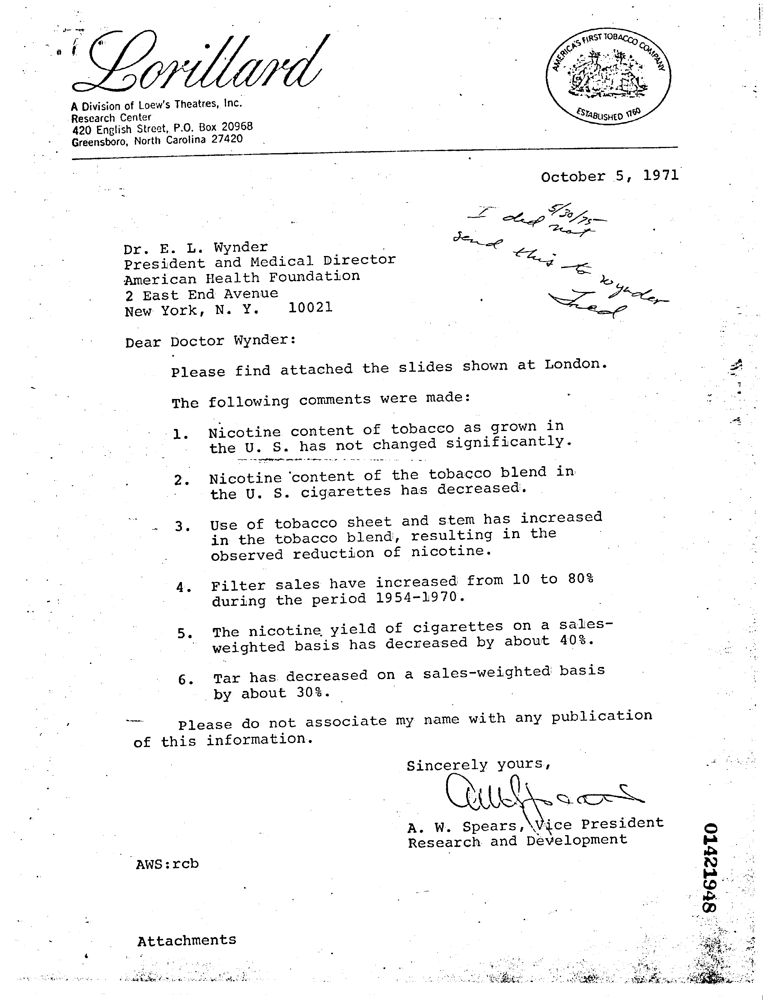 Lorillard
A Division of Loew's Theatres, Inc.
Research Center
420 English Street, P.O. Box 20968
Greensboro, North Carolina 27420
AMERICA'S FIRST TOBACCO COMPANY
ESTABLISHED 1760
October 5, 1971
5/30/75
I did not
send this to Wynder
Dr. E. L. Wynder
President and Medical Director
American Health Foundation
2 East End Avenue
New York, N. Y. 10021
Dear Doctor Wynder:
Please find attached the slides shown at London.
The following comments were made:
1. Nicotine content of tobacco as grown in
the U. S. has not changed significantly.
2. Nicotine content of the tobacco blend in
the U. S. cigarettes has decreased.
3. Use of tobacco sheet and stem has increased
in the tobacco blend, resulting in the
observed reduction of nicotine.
4. Filter sales have increased from 10 to 80%
during the period 1954-1970.
5. The nicotine yield of cigarettes on a sales-
weighted basis has decreased by about 40%.
6. Tar has decreased on a sales-weighted basis
by about 30%.
Please do not associate my name with any publication
of this information.
Sincerely yours,
A. W. Spears, Vice President
Research and Development
AWS:rcb
Attachments
01421948